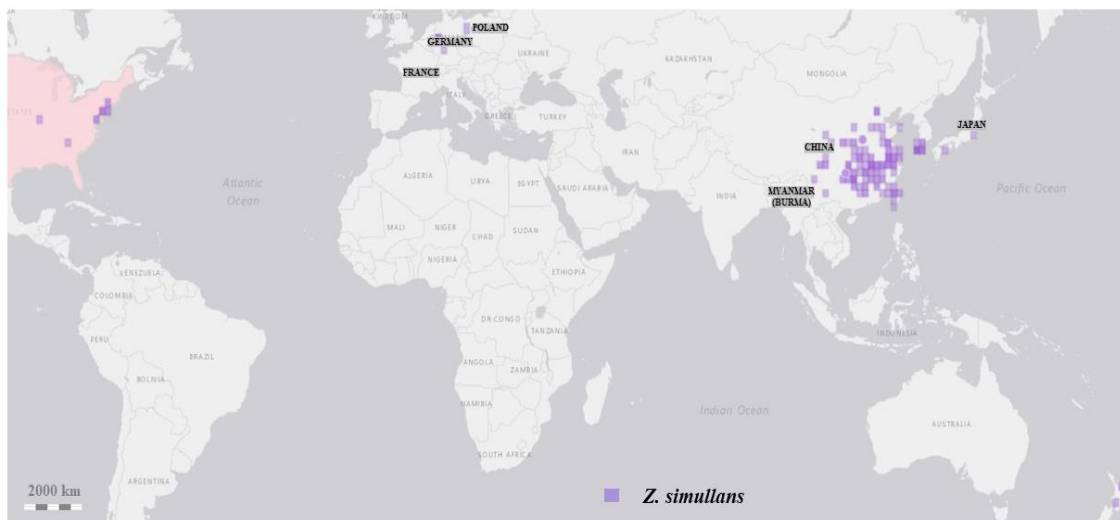 KINGDOM
POLAND
GERMANY
UKRAINE
KAZAKHSTAN
MONGOLIA
FRANCE
ITALY
STATES
GREECE
TURKEY
JAPAN
CHINA
IRAN
Atlantic
Ocean
ALGERIA
LIBYA
EGYPT
SAUDI ARABIA
INDIA
MYANMAR
(BURMA)
Pacific Ocean
MALI
NIGER
CHAD
SUDAN
NIGERIA
ETHIOPIA
VENEZUELA
COLOMBIA
DR CONGO
TANZANIA
INDONESIA
PERU
BRAZIL
ANGOLA
ZAMBIA
BOLIVIA
NAMIBIA
Indian Ocean
AUSTRALIA
SOUTH AFRICA
ARGENTINA
2000 km
Z. simullans